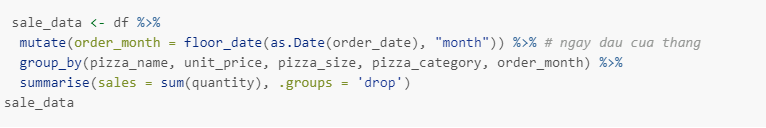 sale_data <- df %>%
mutate(order_month = floor_date(as.Date(order_date), "month")) %>% # ngay dau cua thang
group_by(pizza_name, unit_price, pizza_size, pizza_category, order_month) %>%
summarise(sales = sum(quantity), .groups = 'drop')
sale_data